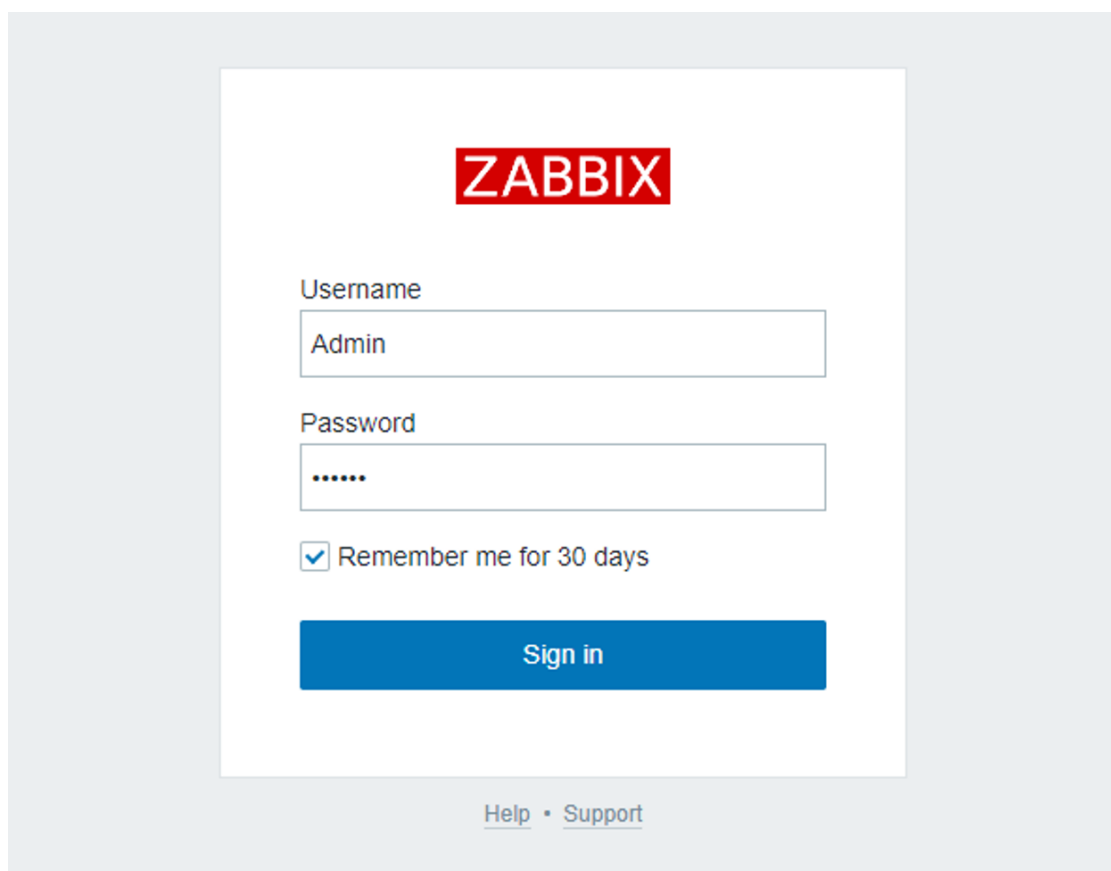 ZABBIX
Username
Admin
Password
••••••
Remember me for 30 days
Sign in
Help • Support